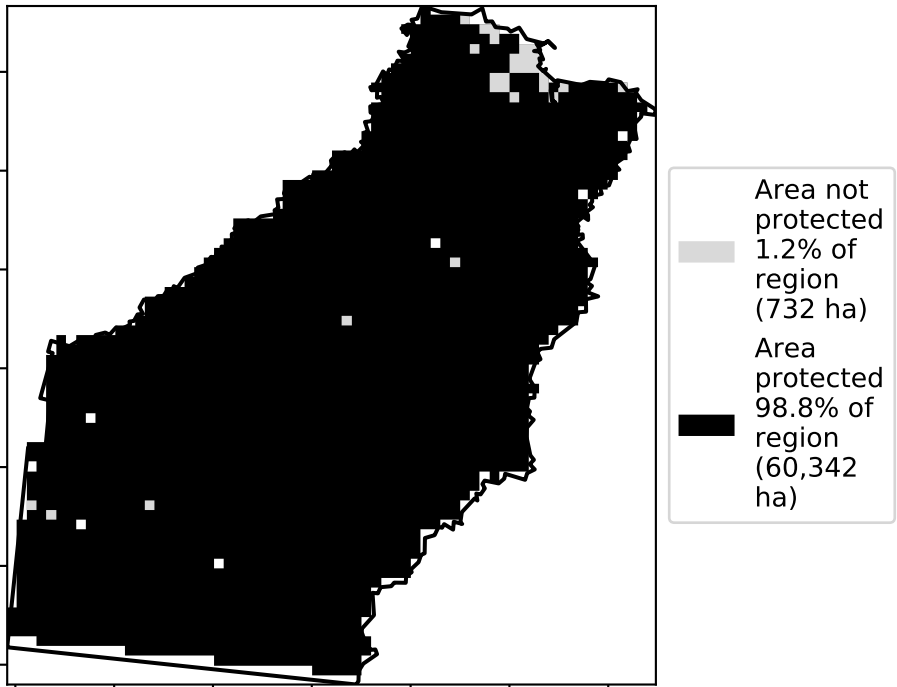 Area not
protected
1.2% of
region
(732 ha)
Area
protected
98.8% of
region
(60,342
ha)